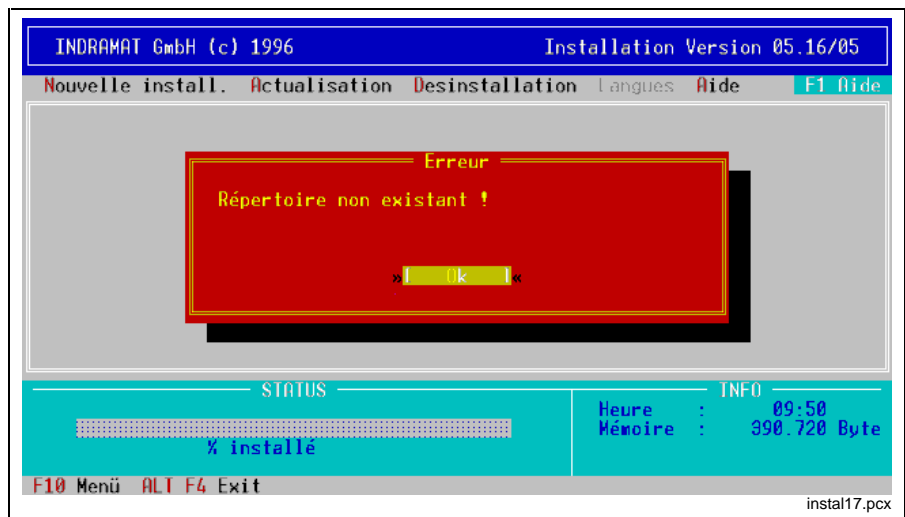 INDRAMAT GmbH (c) 1996 Installation Version 05.16/05
Nouvelle install. Actualisation Desinstallation Langues Aide F1 Aide
Erreur
Répertoire non existant !
»[ Ok ]«
STATUS
INFO
Heure : 09:50
Mémoire : 390.720 Byte
% installé
F10 Menü ALT F4 Exit
instal17.pcx